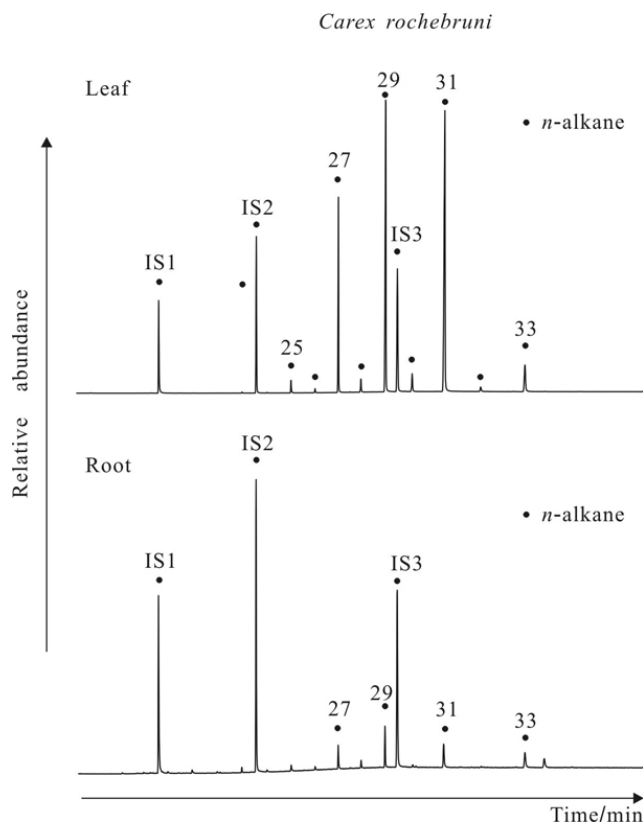 Carex rochebruni
Leaf
29
31
• n-alkane
27
IS2
IS3
IS1
33
25
Relative abundance
IS2
Root
• n-alkane
IS1
IS3
29
27
31
33
Time/min